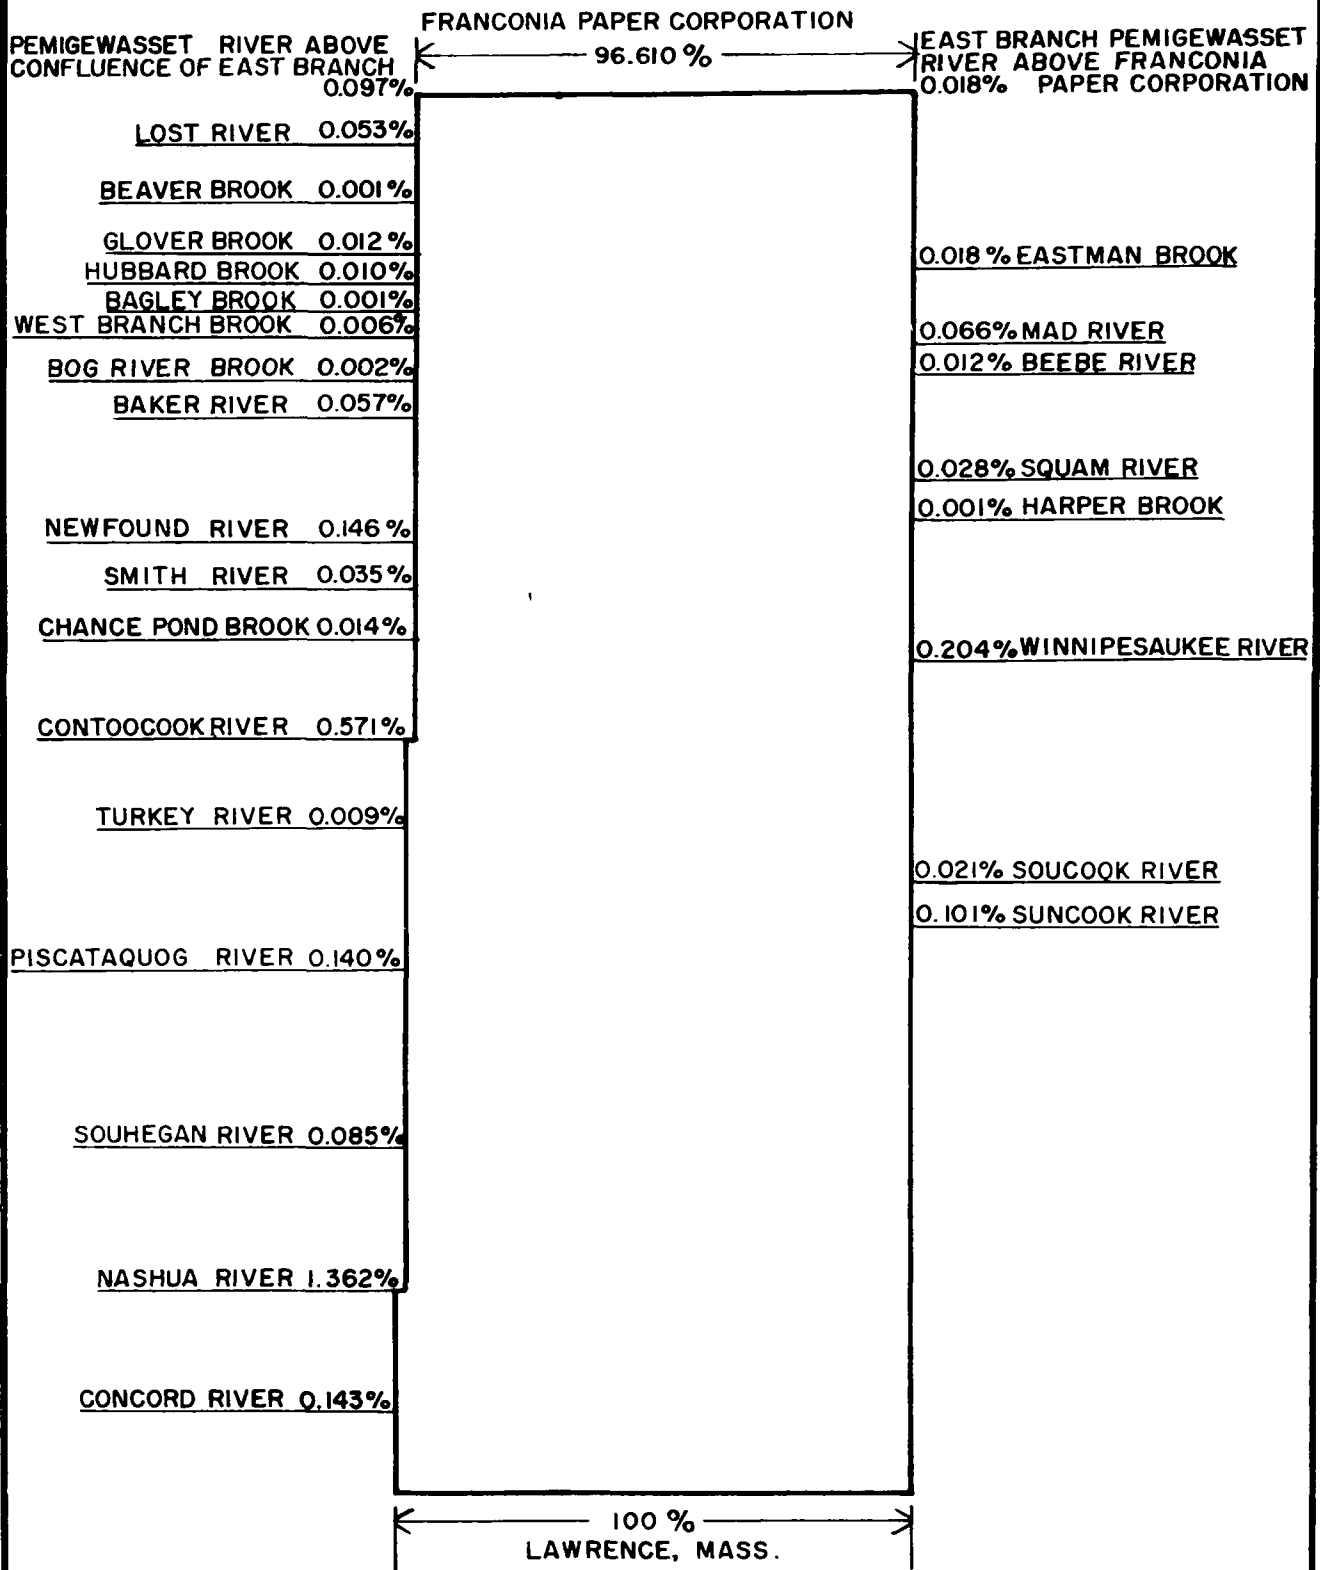 FRANCONIA PAPER CORPORATION
96.610 %
PEMIGEWASSET RIVER ABOVE
CONFLUENCE OF EAST BRANCH
0.097%
EAST BRANCH PEMIGEWASSET
RIVER ABOVE FRANCONIA
0.018% PAPER CORPORATION
LOST RIVER 0.053%
BEAVER BROOK 0.001%
GLOVER BROOK 0.012%
0.018% EASTMAN BROOK
HUBBARD BROOK 0.010%
BAGLEY BROOK 0.001%
WEST BRANCH BROOK 0.006%
0.066% MAD RIVER
BOG RIVER BROOK 0.002%
0.012% BEEBE RIVER
BAKER RIVER 0.057%
0.028% SQUAM RIVER
0.001% HARPER BROOK
NEWFOUND RIVER 0.146%
SMITH RIVER 0.035%
CHANCE POND BROOK 0.014%
0.204% WINNIPESAUKEE RIVER
CONTOOCOOK RIVER 0.571%
TURKEY RIVER 0.009%
0.021% SOUCOOK RIVER
0.101% SUNCOOK RIVER
PISCATAQUOG RIVER 0.140%
SOUHEGAN RIVER 0.085%
NASHUA RIVER 1.362%
CONCORD RIVER 0.143%
100 %
LAWRENCE, MASS.